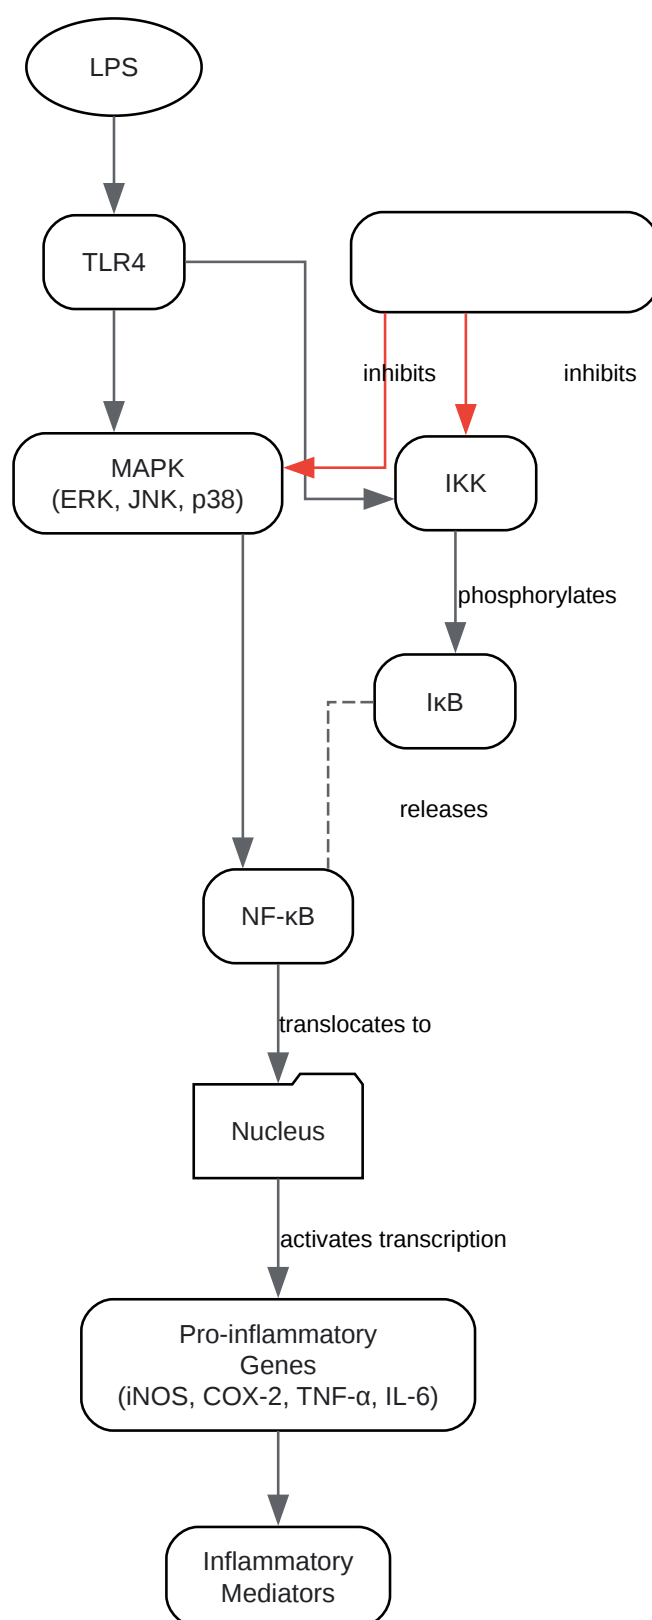 LPS
TLR4
inhibits
inhibits
MAPK
(ERK, JNK, p38)
IKK
phosphorylates
IκB
releases
NF-κB
translocates to
Nucleus
activates transcription
Pro-inflammatory
Genes
(iNOS, COX-2, TNF-α, IL-6)
Inflammatory
Mediators